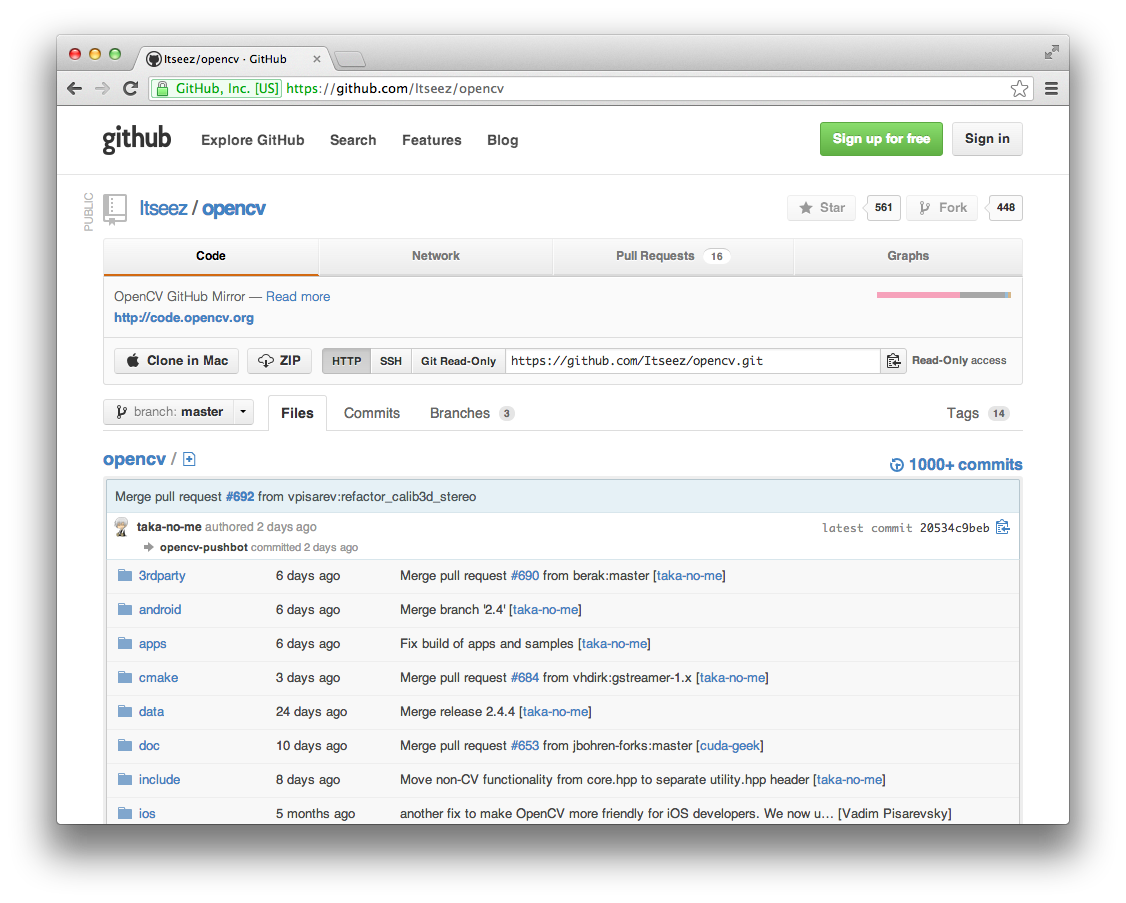 Itseez/opencv · GitHub
GitHub, Inc. [US] https://github.com/Itseez/opencv
github Explore GitHub Search Features Blog Sign up for free Sign in
PUBLIC Itseez / opencv Star 561 Fork 448
Code Network Pull Requests 16 Graphs
OpenCV GitHub Mirror — Read more
http://code.opencv.org
Clone in Mac ZIP HTTP SSH Git Read-Only https://github.com/Itseez/opencv.git Read-Only access
branch: master Files Commits Branches 3 Tags 14
opencv / 1000+ commits
Merge pull request #692 from vpisarev:refactor_calib3d_stereo
taka-no-me authored 2 days ago latest commit 20534c9beb
opencv-pushbot committed 2 days ago
3rdparty 6 days ago Merge pull request #690 from berak:master [taka-no-me]
android 6 days ago Merge branch '2.4' [taka-no-me]
apps 6 days ago Fix build of apps and samples [taka-no-me]
cmake 3 days ago Merge pull request #684 from vhdirk:gstreamer-1.x [taka-no-me]
data 24 days ago Merge release 2.4.4 [taka-no-me]
doc 10 days ago Merge pull request #653 from jbohren-forks:master [cuda-geek]
include 8 days ago Move non-CV functionality from core.hpp to separate utility.hpp header [taka-no-me]
ios 5 months ago another fix to make OpenCV more friendly for iOS developers. We now u… [Vadim Pisarevsky]